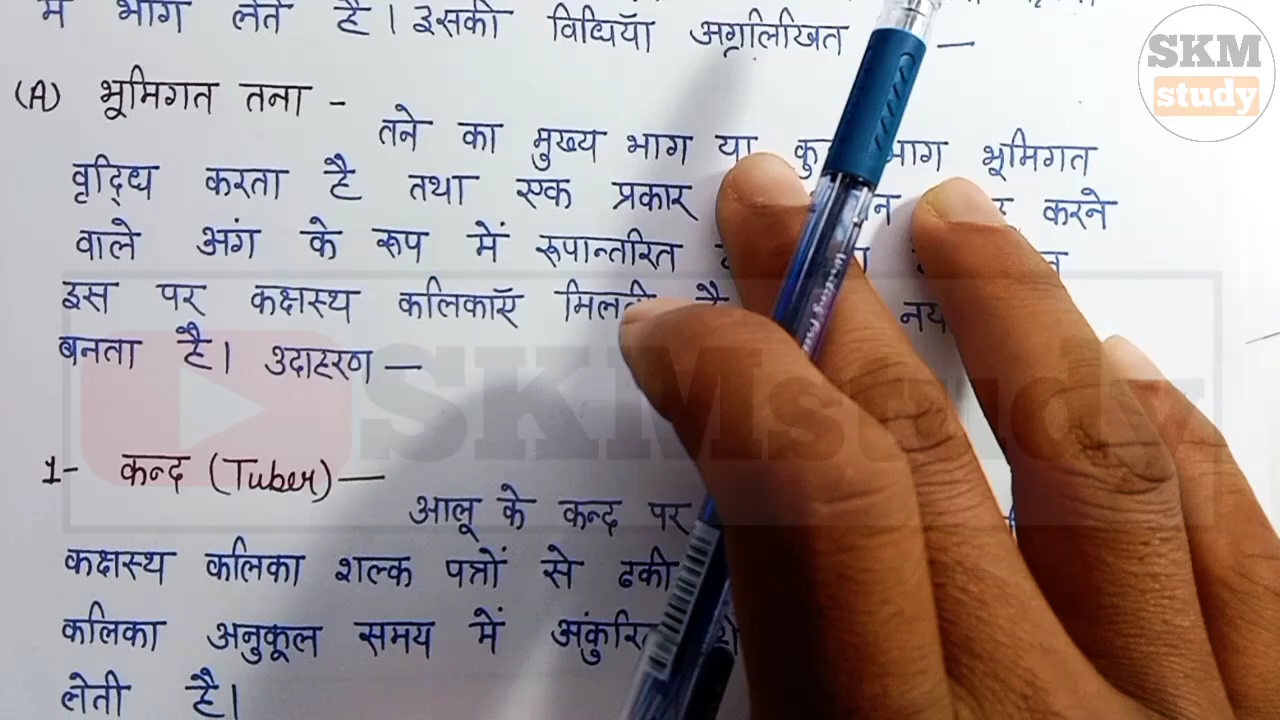 में भाग लेते है। इसकी विधियाँ अग्रलिखित —
SKM
study
(A) भूमिगत तना -
तने का मुख्य भाग या भाग भूमिगत
वृद्धि करता है तथा एक प्रकार करने
वाले अंग के रूप में रूपान्तरित
इस पर कक्षस्थ कलिकाएँ
बनता है। उदाहरण —
SKMstudy
1- कन्द (Tuber) —
आलू के कन्द पर
कक्षस्थ कलिका शल्क पत्रों से ढकी
कलिका अनुकूल समय में
लेती है।